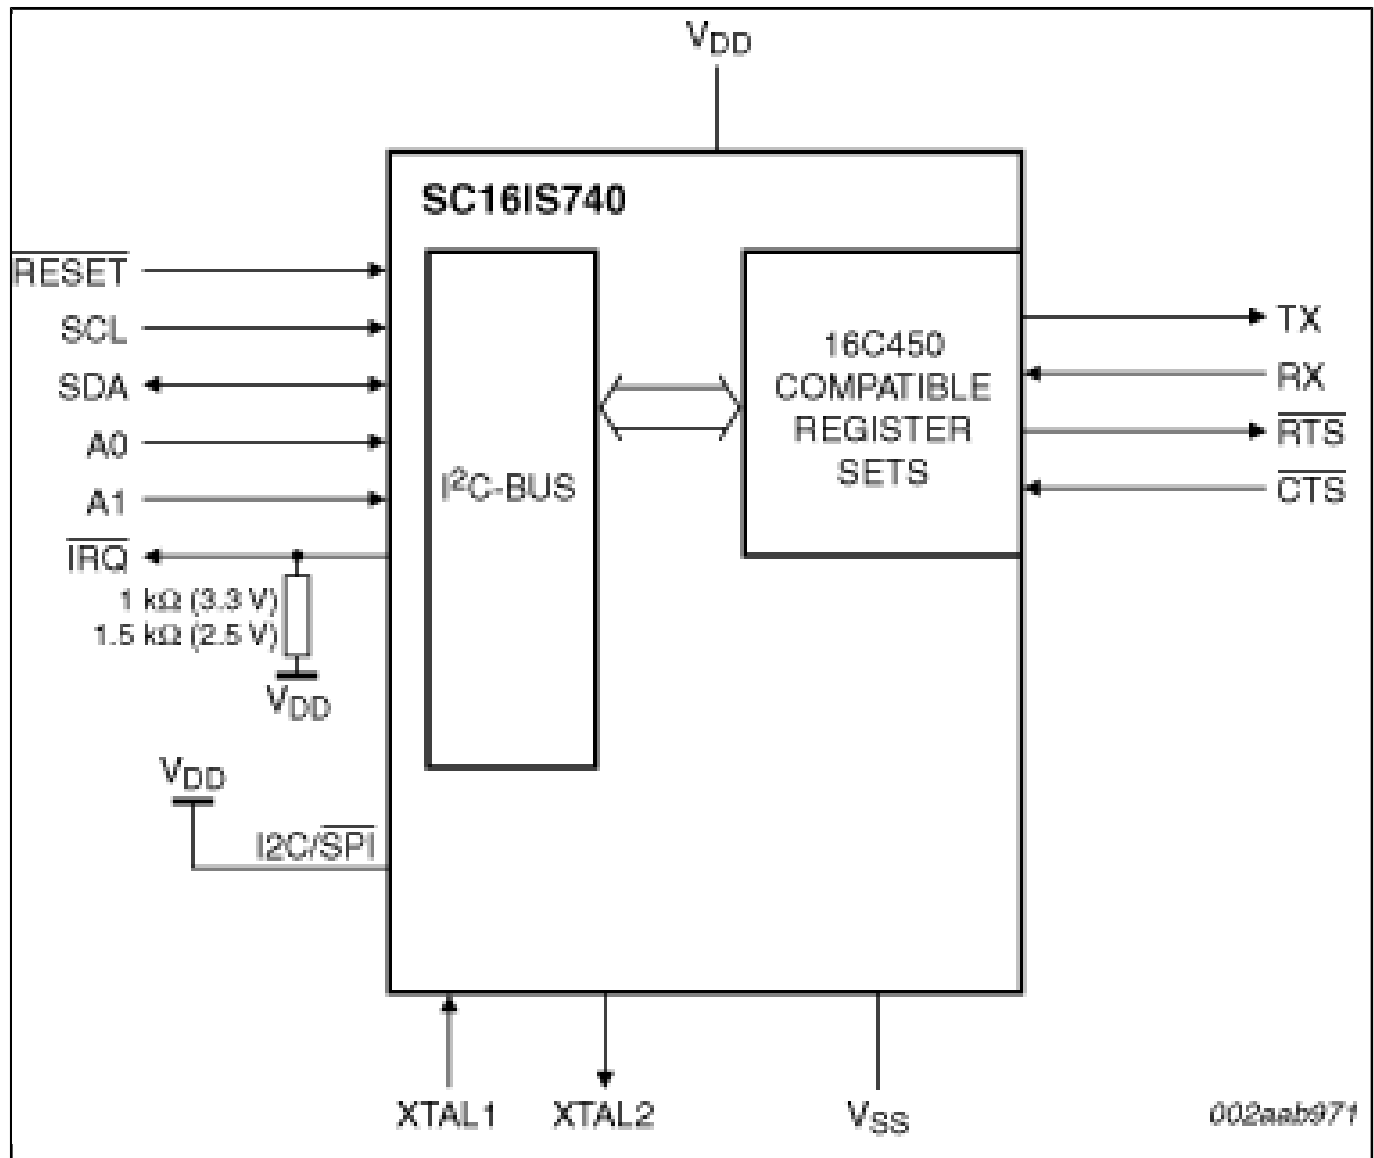 VDD
SC16IS740
RESET
SCL
SDA
A0
A1
IRQ
1 kΩ (3.3 V)
1.5 kΩ (2.5 V)
VDD
VDD
I2C/SPI
I²C-BUS
16C450
COMPATIBLE
REGISTER
SETS
TX
RX
RTS
CTS
XTAL1
XTAL2
VSS
002aab971